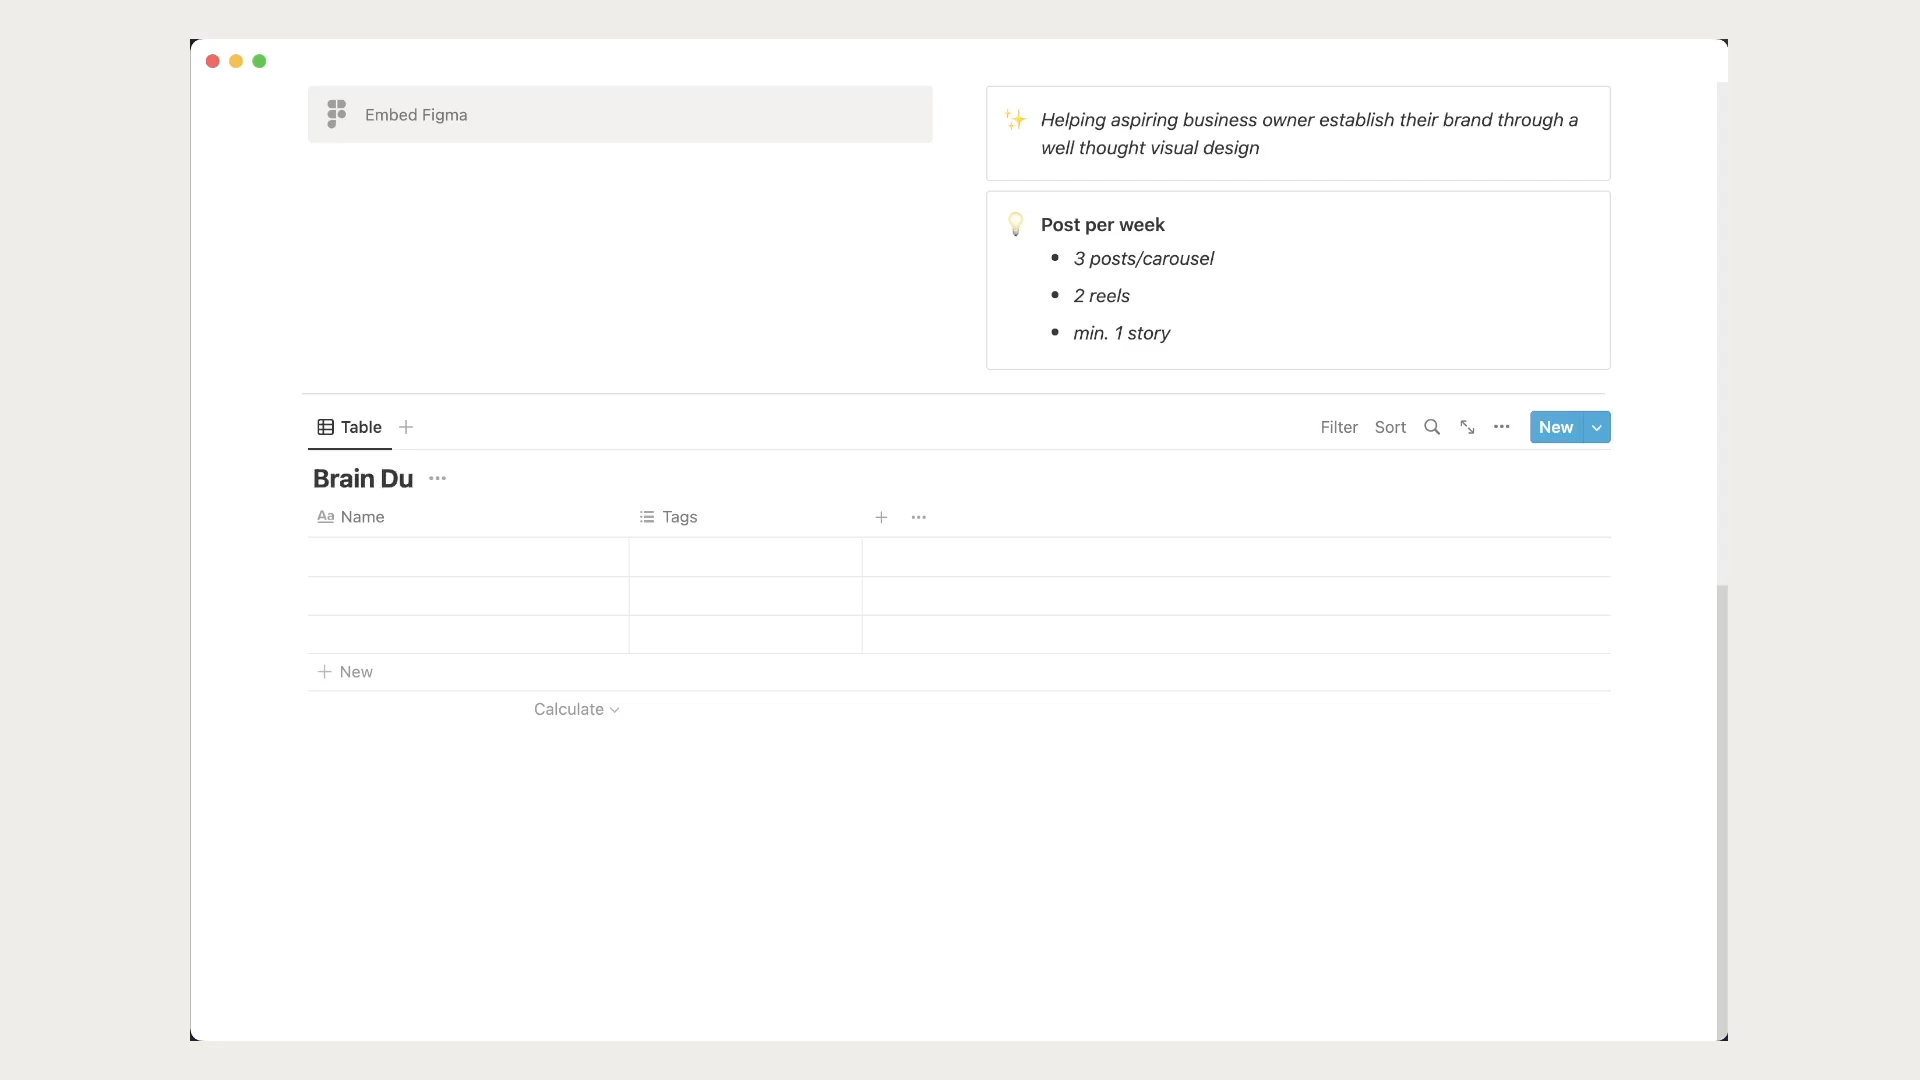 Embed Figma
Helping aspiring business owner establish their brand through a
well thought visual design
Post per week
3 posts/carousel
2 reels
min. 1 story
Table
Filter Sort New
Brain Du
Aa Name Tags
New
Calculate